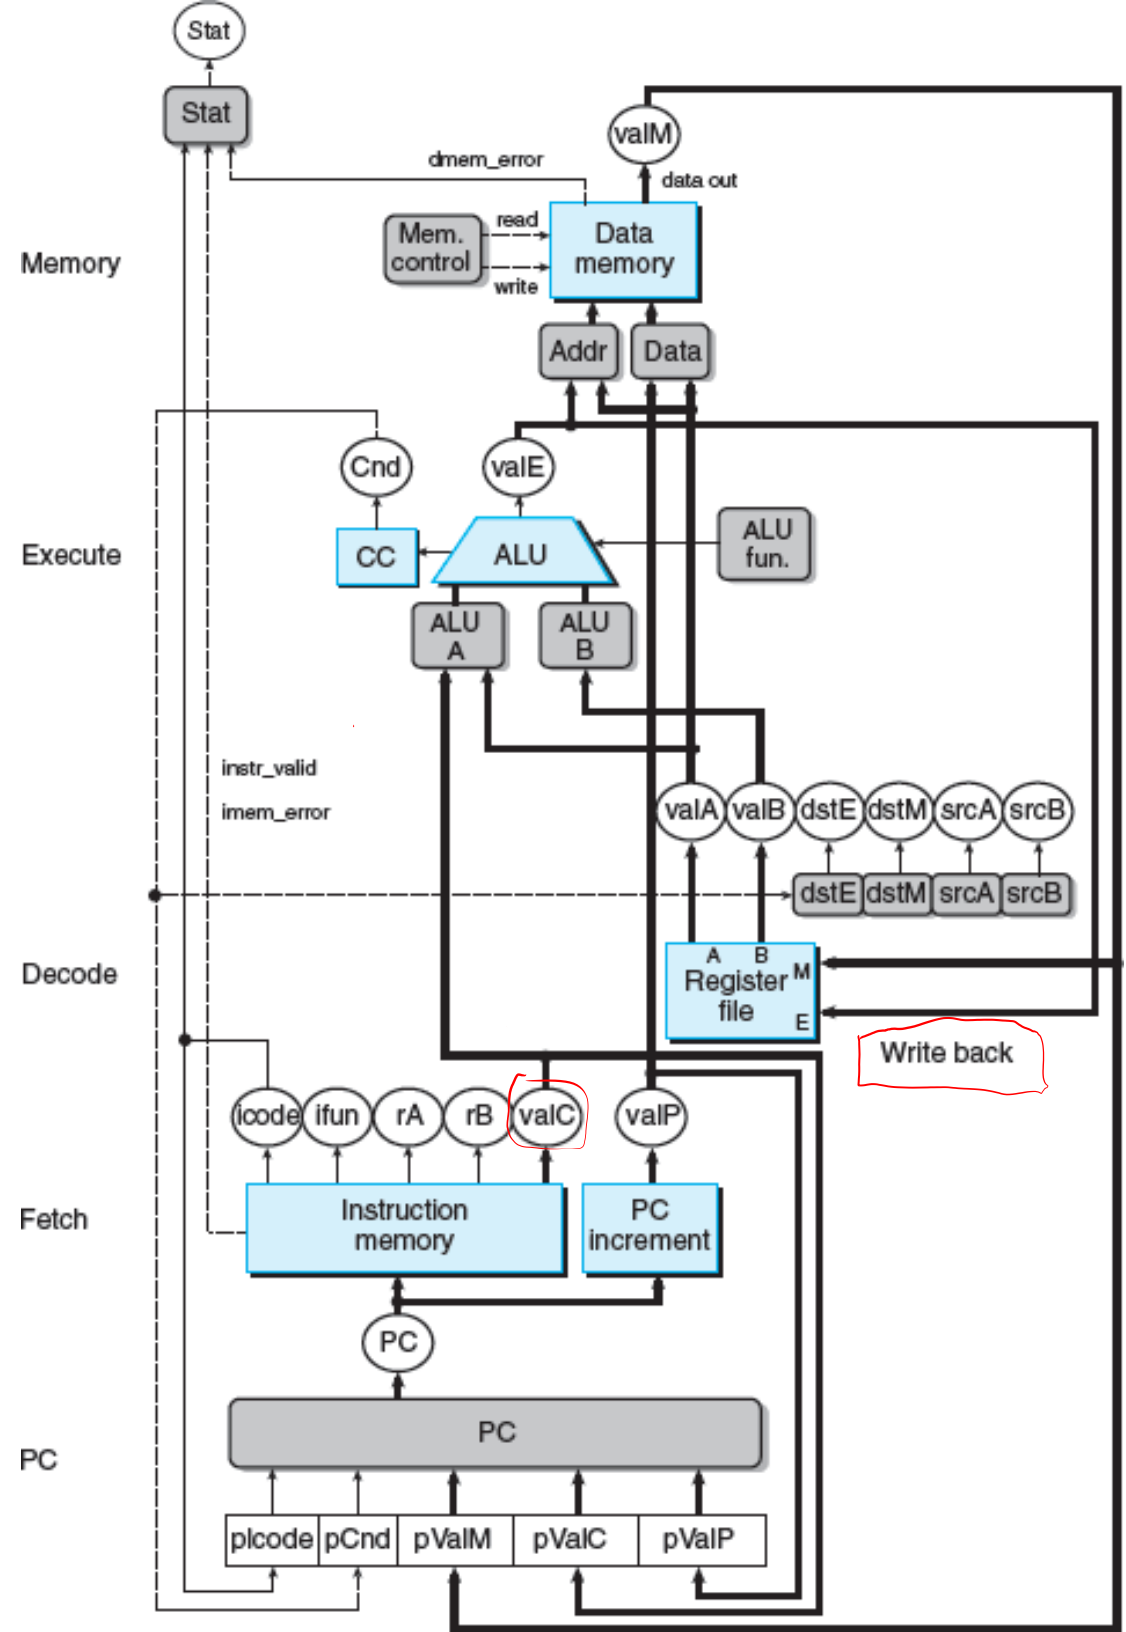 Stat
Stat
valM
dmem_error
data out
read
Mem.
control
Data
memory
Memory
write
Addr
Data
Cnd
valE
ALU
fun.
Execute
CC
ALU
ALU
A
ALU
B
instr_valid
imem_error
valA
valB
dstE
dstM
srcA
srcB
dstE
dstM
srcA
srcB
A
B
M
Register
file
E
Decode
Write back
icode
ifun
rA
rB
valC
valP
Fetch
Instruction
memory
PC
increment
PC
PC
PC
pIcode
pCnd
pValM
pValC
pValP